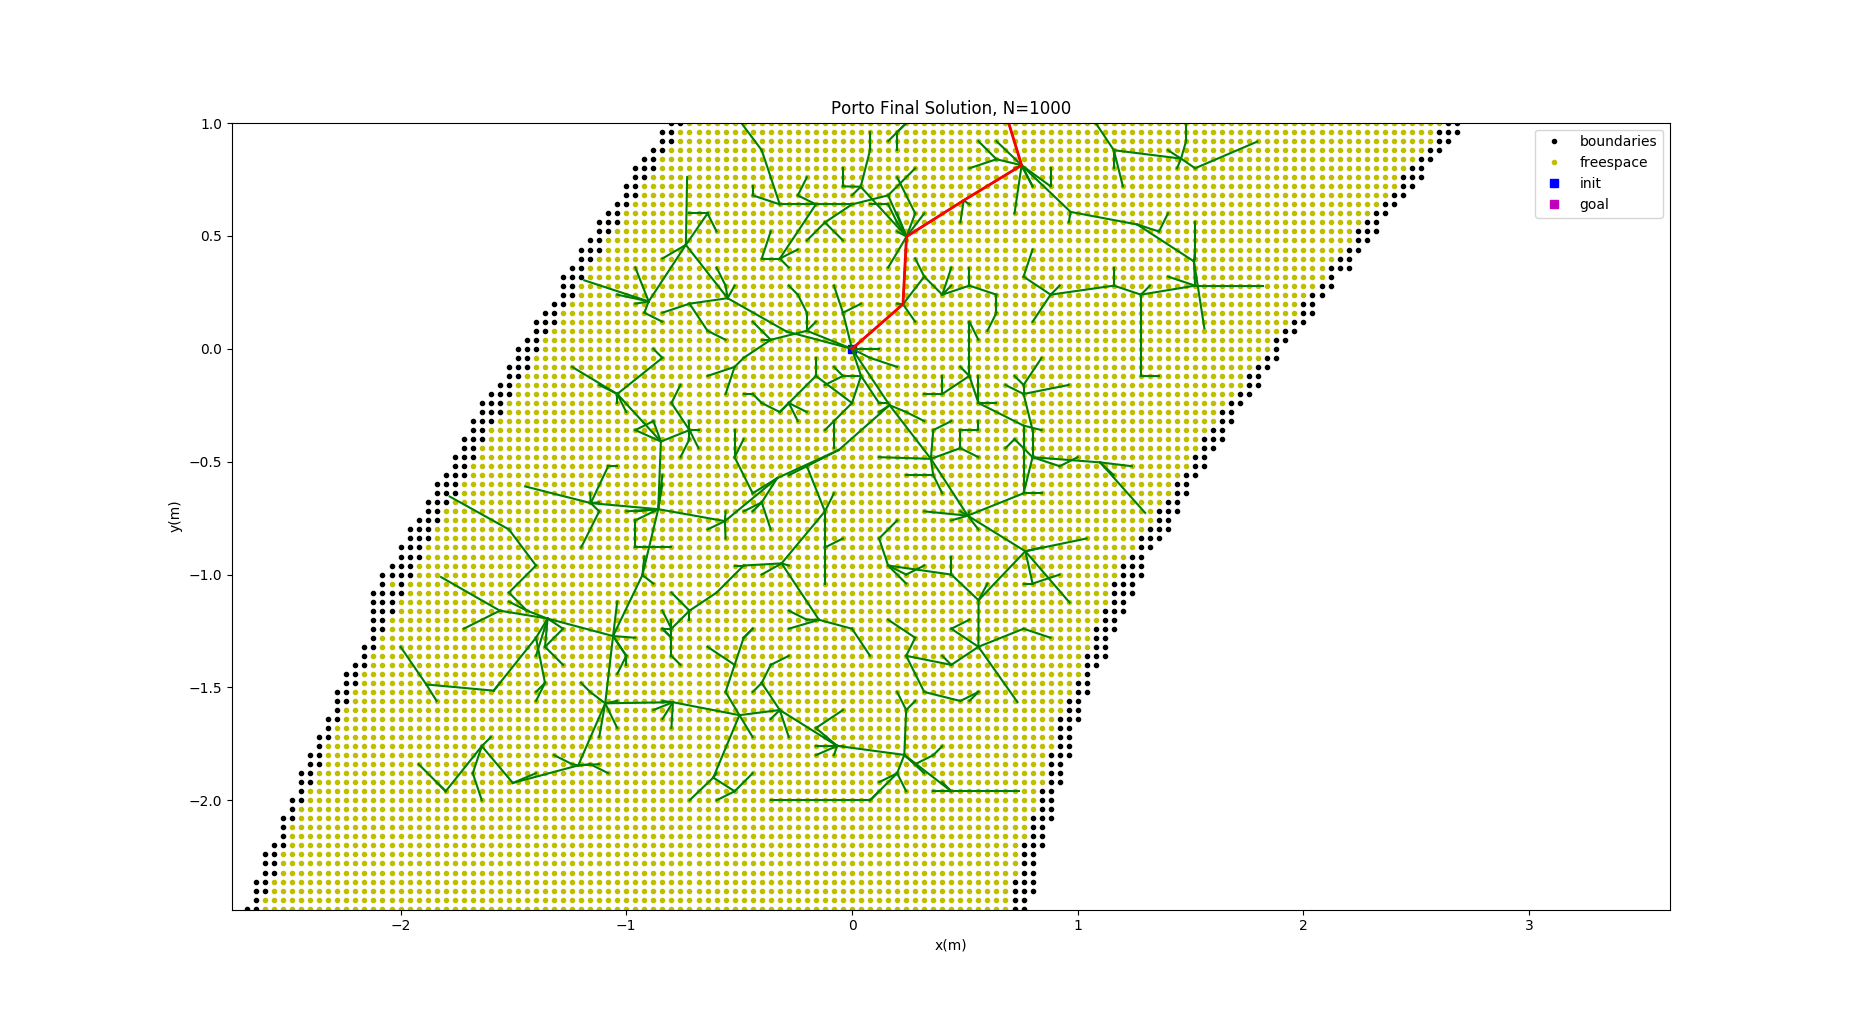 Porto Final Solution, N=1000
1.0
0.5
0.0
−0.5
−1.0
−1.5
−2.0
y(m)
boundaries
freespace
init
goal
−2
−1
0
1
2
3
x(m)